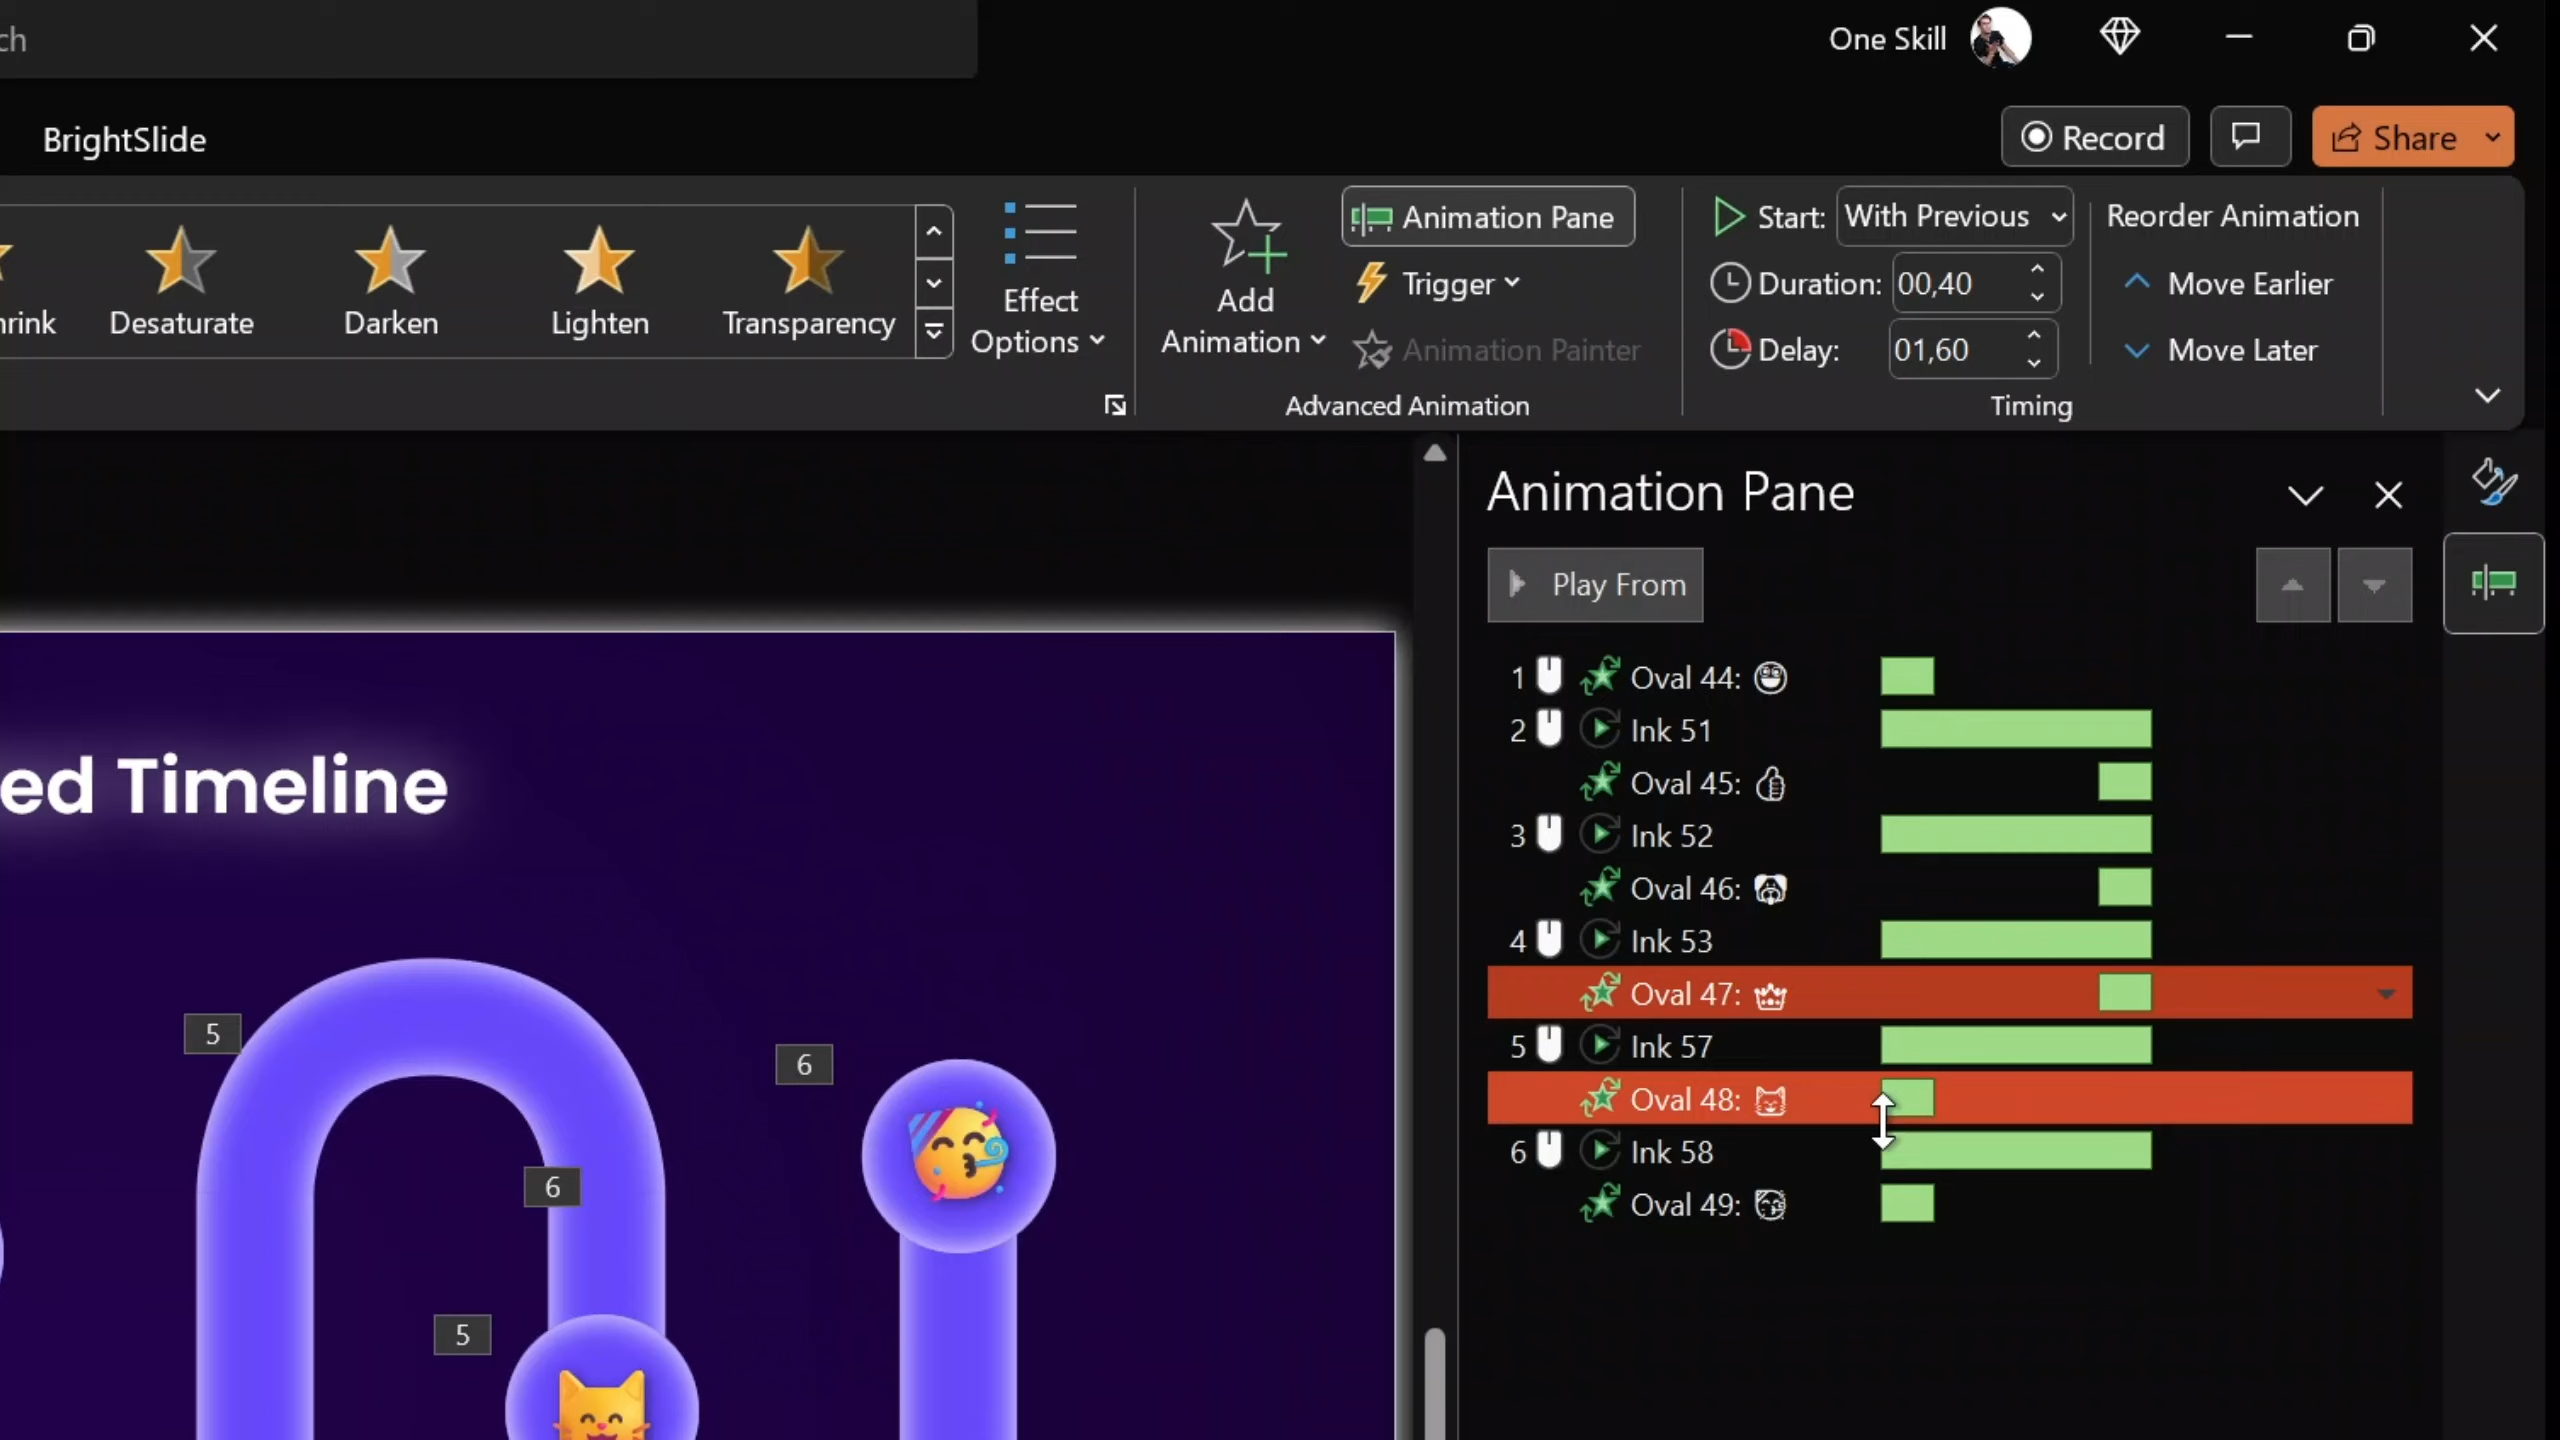 ch
One Skill
BrightSlide
Record
Share
hrink
Desaturate
Darken
Lighten
Transparency
Effect
Options
Add
Animation
Animation Pane
Trigger
Animation Painter
Advanced Animation
Start: With Previous
Duration: 00,40
Delay: 01,60
Timing
Reorder Animation
Move Earlier
Move Later
Animation Pane
Play From
1 Oval 44: 
2 Ink 51
Oval 45: 
3 Ink 52
Oval 46: 
4 Ink 53
Oval 47: 
5 Ink 57
Oval 48: 
6 Ink 58
Oval 49: 
ed Timeline
5
6
6
5